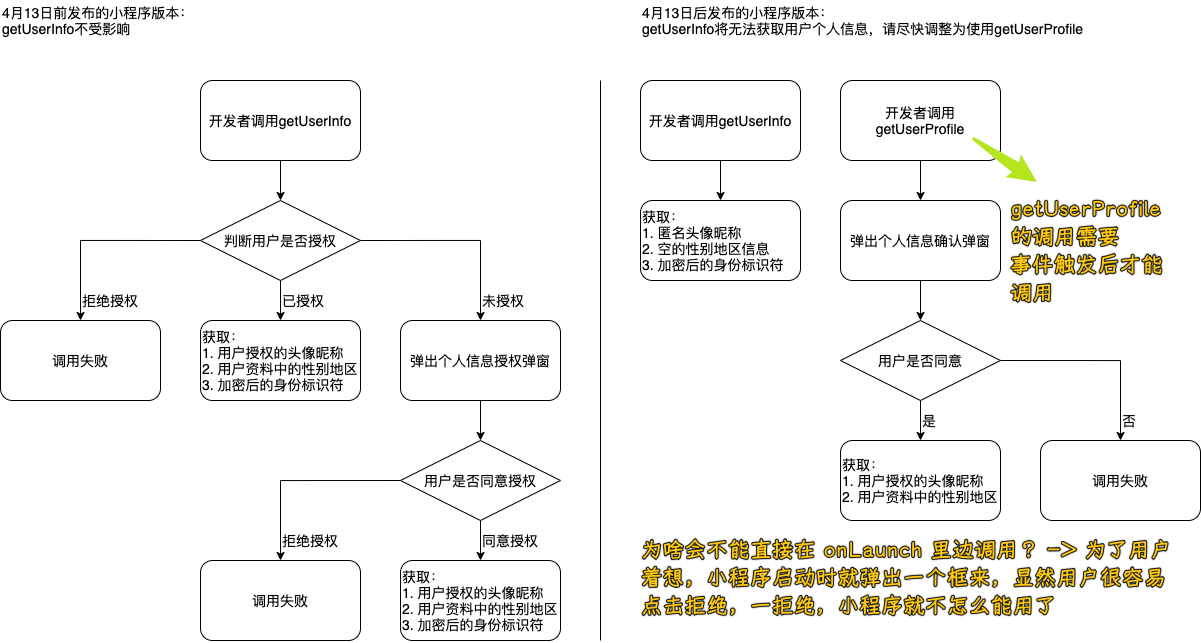 4月13日前发布的小程序版本：
getUserInfo不受影响
开发者调用getUserInfo
判断用户是否授权
拒绝授权
已授权
未授权
调用失败
获取：
1. 用户授权的头像昵称
2. 用户资料中的性别地区
3. 加密后的身份标识符
弹出个人信息授权弹窗
用户是否同意授权
拒绝授权
同意授权
调用失败
获取：
1. 用户授权的头像昵称
2. 用户资料中的性别地区
3. 加密后的身份标识符
4月13日后发布的小程序版本：
getUserInfo将无法获取用户个人信息，请尽快调整为使用getUserProfile
开发者调用getUserInfo
获取：
1. 匿名头像昵称
2. 空的性别地区信息
3. 加密后的身份标识符
开发者调用
getUserProfile
getUserProfile
的调用需要
事件触发后才能
调用
弹出个人信息确认弹窗
用户是否同意
是
否
获取：
1. 用户授权的头像昵称
2. 用户资料中的性别地区
调用失败
为啥会不能直接在 onLaunch 里边调用？ -> 为了用户
着想，小程序启动时就弹出一个框来，显然用户很容易
点击拒绝，一拒绝，小程序就不怎么能用了